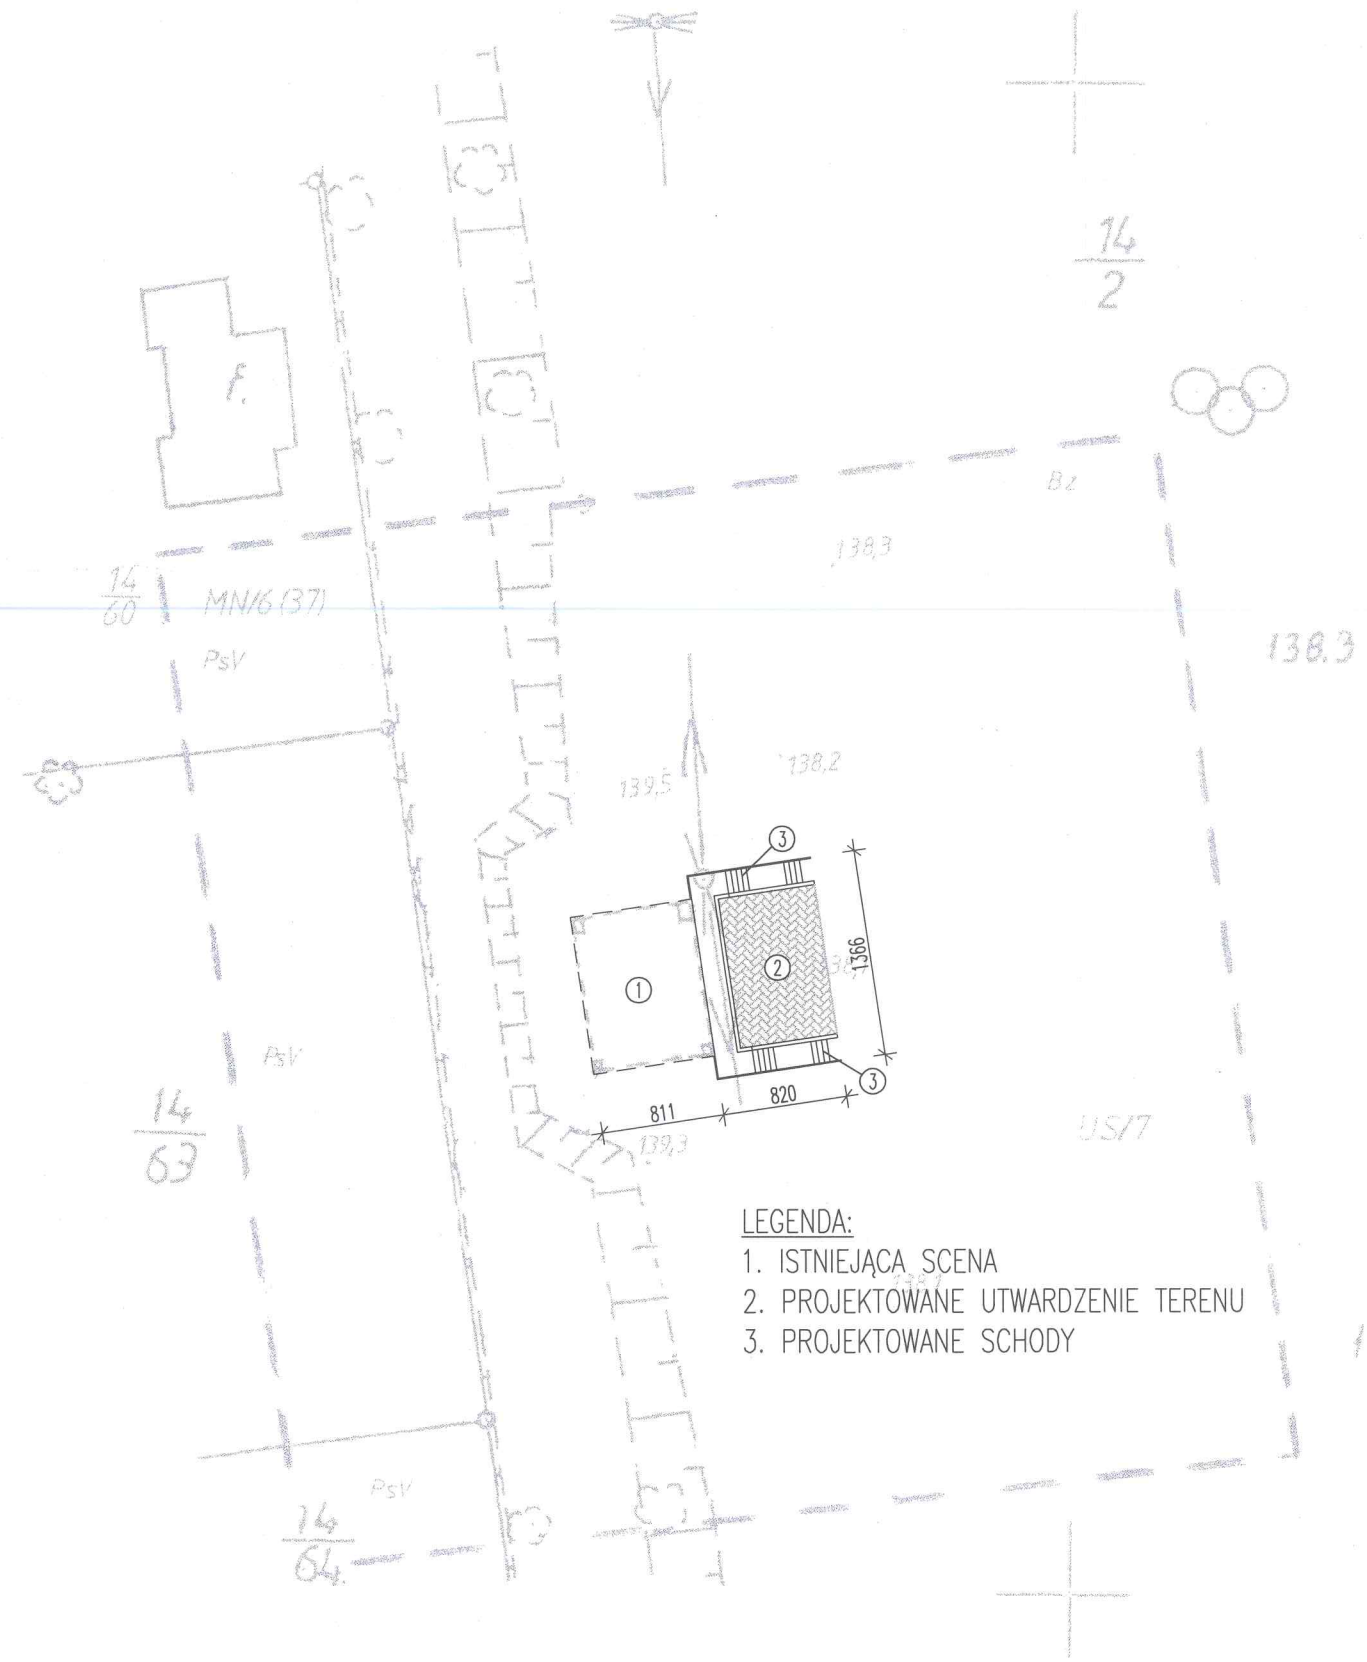 14
2
f.
Bz
138,3
14
60
MN/6 (37)
PsV
138.3
139,5
138,2
3
1366
2
1
3
820
811
139,3
PsV
14
63
US/7
LEGENDA:
1. ISTNIEJĄCA SCENA
2. PROJEKTOWANE UTWARDZENIE TERENU
3. PROJEKTOWANE SCHODY
138,1
PsV
14
64